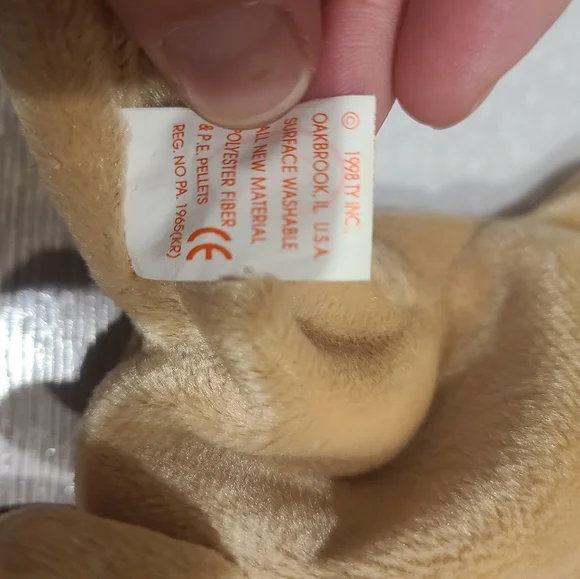 © 1998 TY INC.
OAKBROOK, IL U.S.A.
SURFACE WASHABLE
ALL NEW MATERIAL
POLYESTER FIBER
& P.E. PELLETS CE
REG. NO PA. 1965(KR)